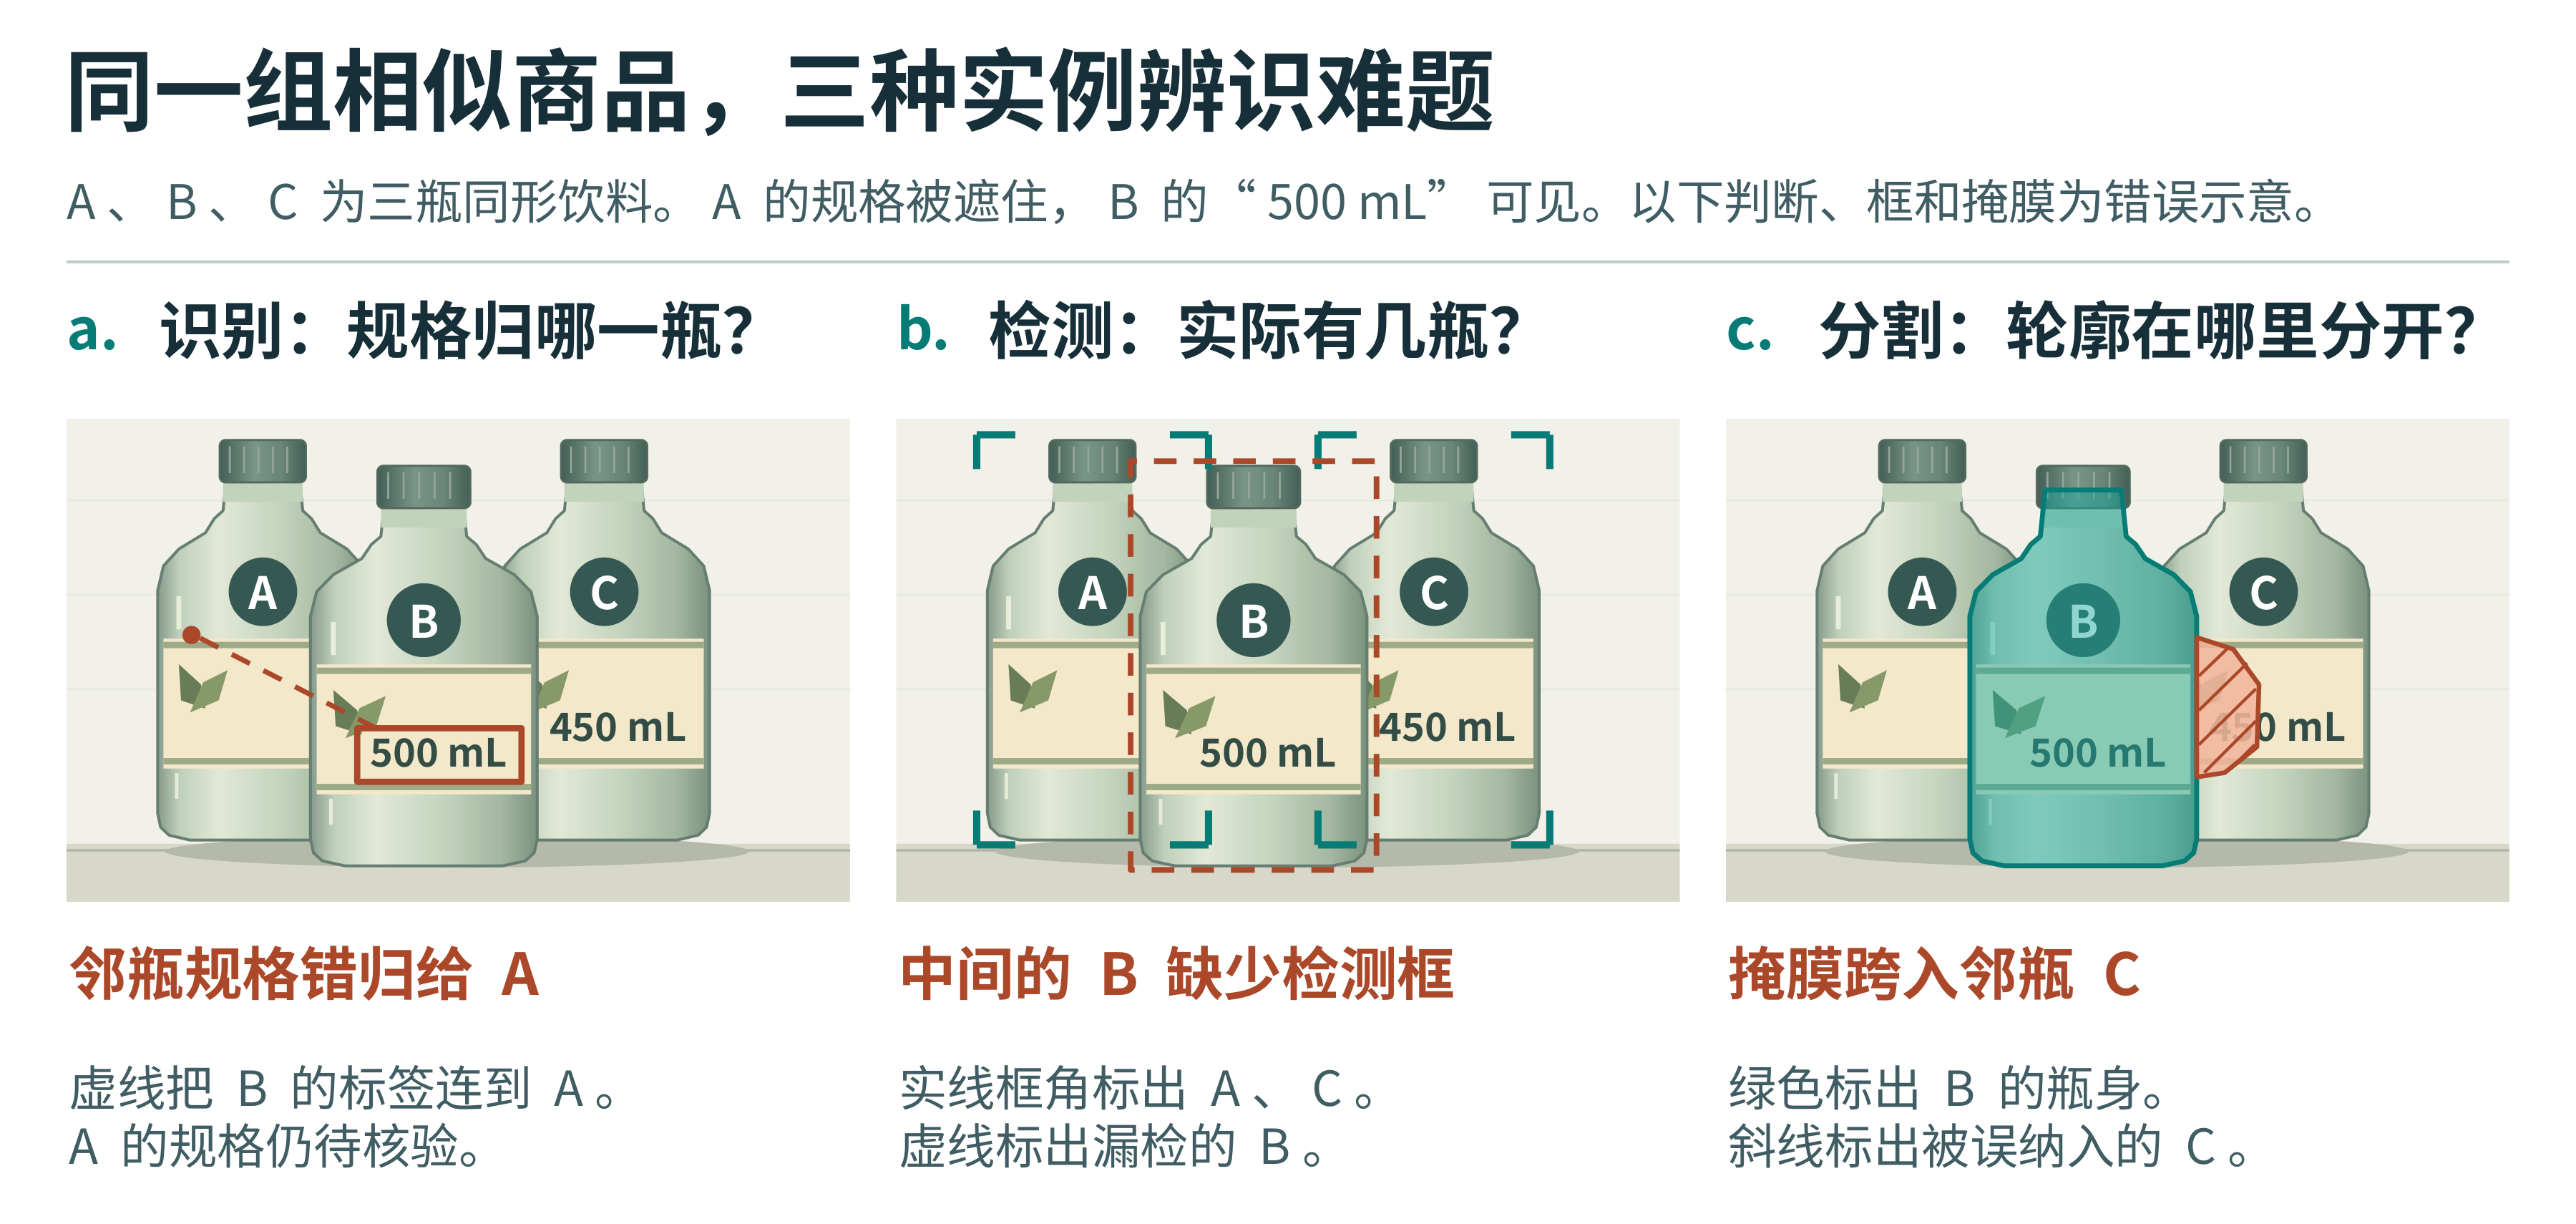 同一组相似商品，三种实例辨识难题
A、B、C 为三瓶同形饮料。A 的规格被遮住，B 的“500 mL”可见。以下判断、框和掩膜为错误示意。
a. 识别：规格归哪一瓶？
A
B
C
500 mL
450 mL
邻瓶规格错归给 A
虚线把 B 的标签连到 A。
A 的规格仍待核验。
b. 检测：实际有几瓶？
A
B
C
500 mL
450 mL
中间的 B 缺少检测框
实线框角标出 A、C。
虚线标出漏检的 B。
c. 分割：轮廓在哪里分开？
A
B
C
500 mL
450 mL
掩膜跨入邻瓶 C
绿色标出 B 的瓶身。
斜线标出被误纳入的 C。